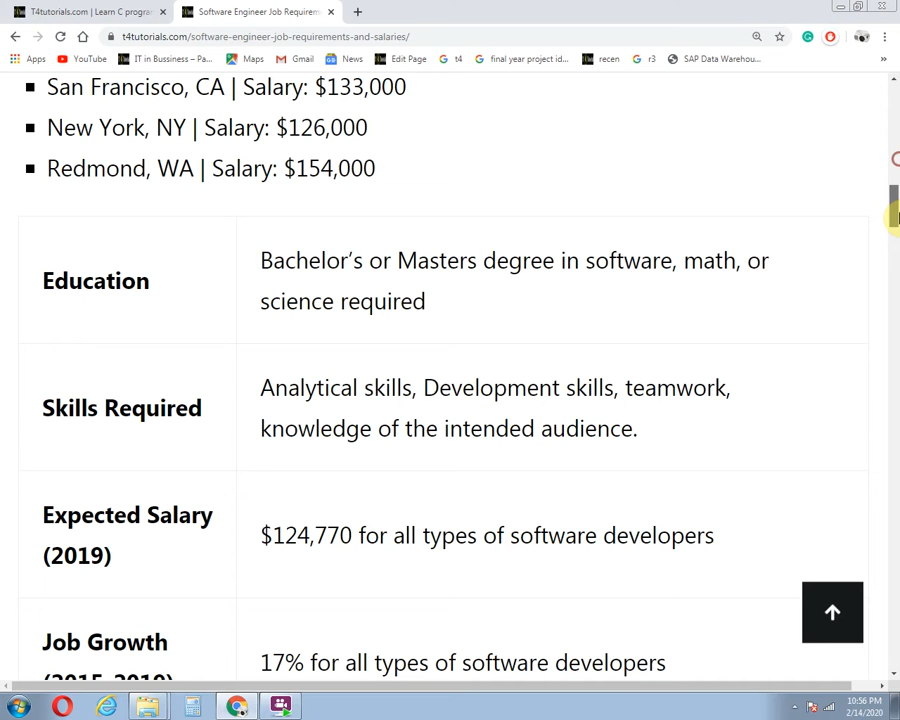 T4tutorials.com | Learn C progra
Software Engineer Job Requirem
t4tutorials.com/software-engineer-job-requirements-and-salaries/
Apps
YouTube
IT in Bussiness – Pa...
Maps
Gmail
News
Edit Page
t4
final year project id...
recen
r3
SAP Data Warehou...
»
San Francisco, CA | Salary: $133,000
New York, NY | Salary: $126,000
Redmond, WA | Salary: $154,000
Education
Bachelor's or Masters degree in software, math, or
science required
Skills Required
Analytical skills, Development skills, teamwork,
knowledge of the intended audience.
Expected Salary
(2019)
$124,770 for all types of software developers
Job Growth
(2015-2019)
17% for all types of software developers
10:56 PM
2/14/2020